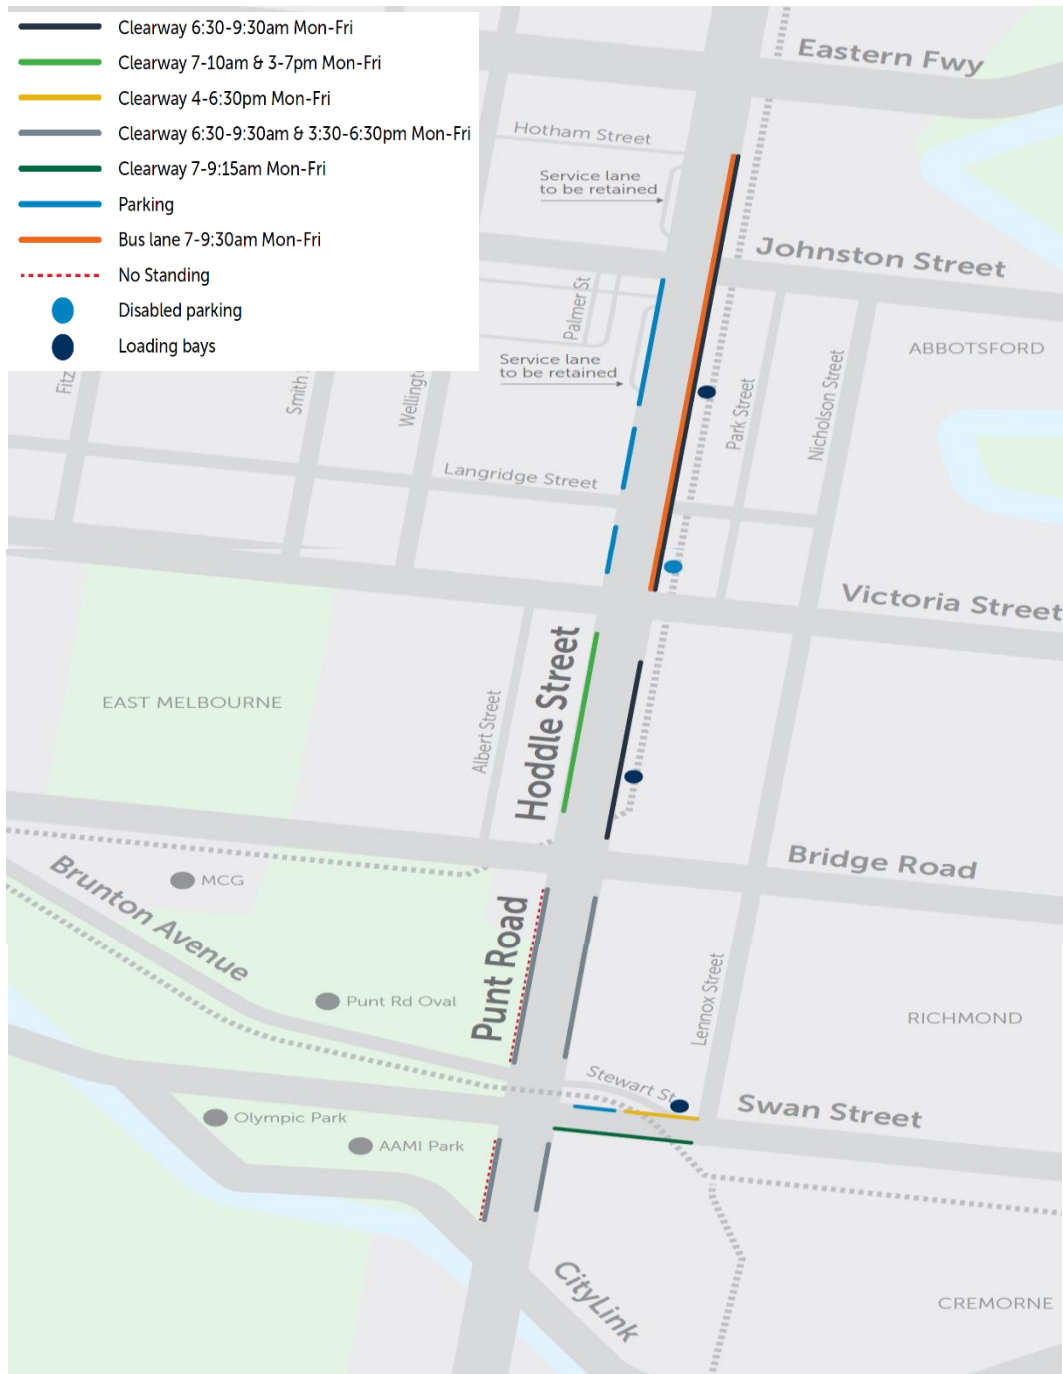 Clearway 6:30-9:30am Mon-Fri
Clearway 7-10am & 3-7pm Mon-Fri
Clearway 4-6:30pm Mon-Fri
Clearway 6:30-9:30am & 3:30-6:30pm Mon-Fri
Clearway 7-9:15am Mon-Fri
Parking
Bus lane 7-9:30am Mon-Fri
No Standing
Disabled parking
Loading bays
Eastern Fwy
Hotham Street
Service lane
to be retained
Johnston Street
Palmer St
ABBOTSFORD
Service lane
to be retained
Fitz
Smith
Wellingt
Park Street
Nicholson Street
Langridge Street
Victoria Street
Hoddle Street
EAST MELBOURNE
Albert Street
Bridge Road
MCG
Brunton Avenue
Punt Road
Punt Rd Oval
Lennox Street
RICHMOND
Stewart St
Swan Street
Olympic Park
AAMI Park
CityLink
CREMORNE